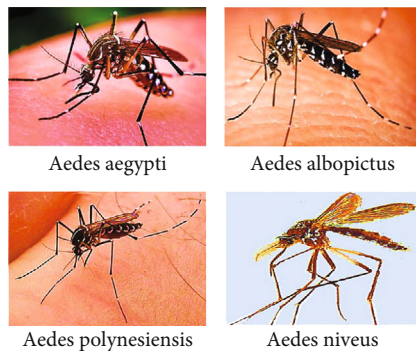 Aedes aegypti
Aedes albopictus
Aedes polynesiensis
Aedes niveus